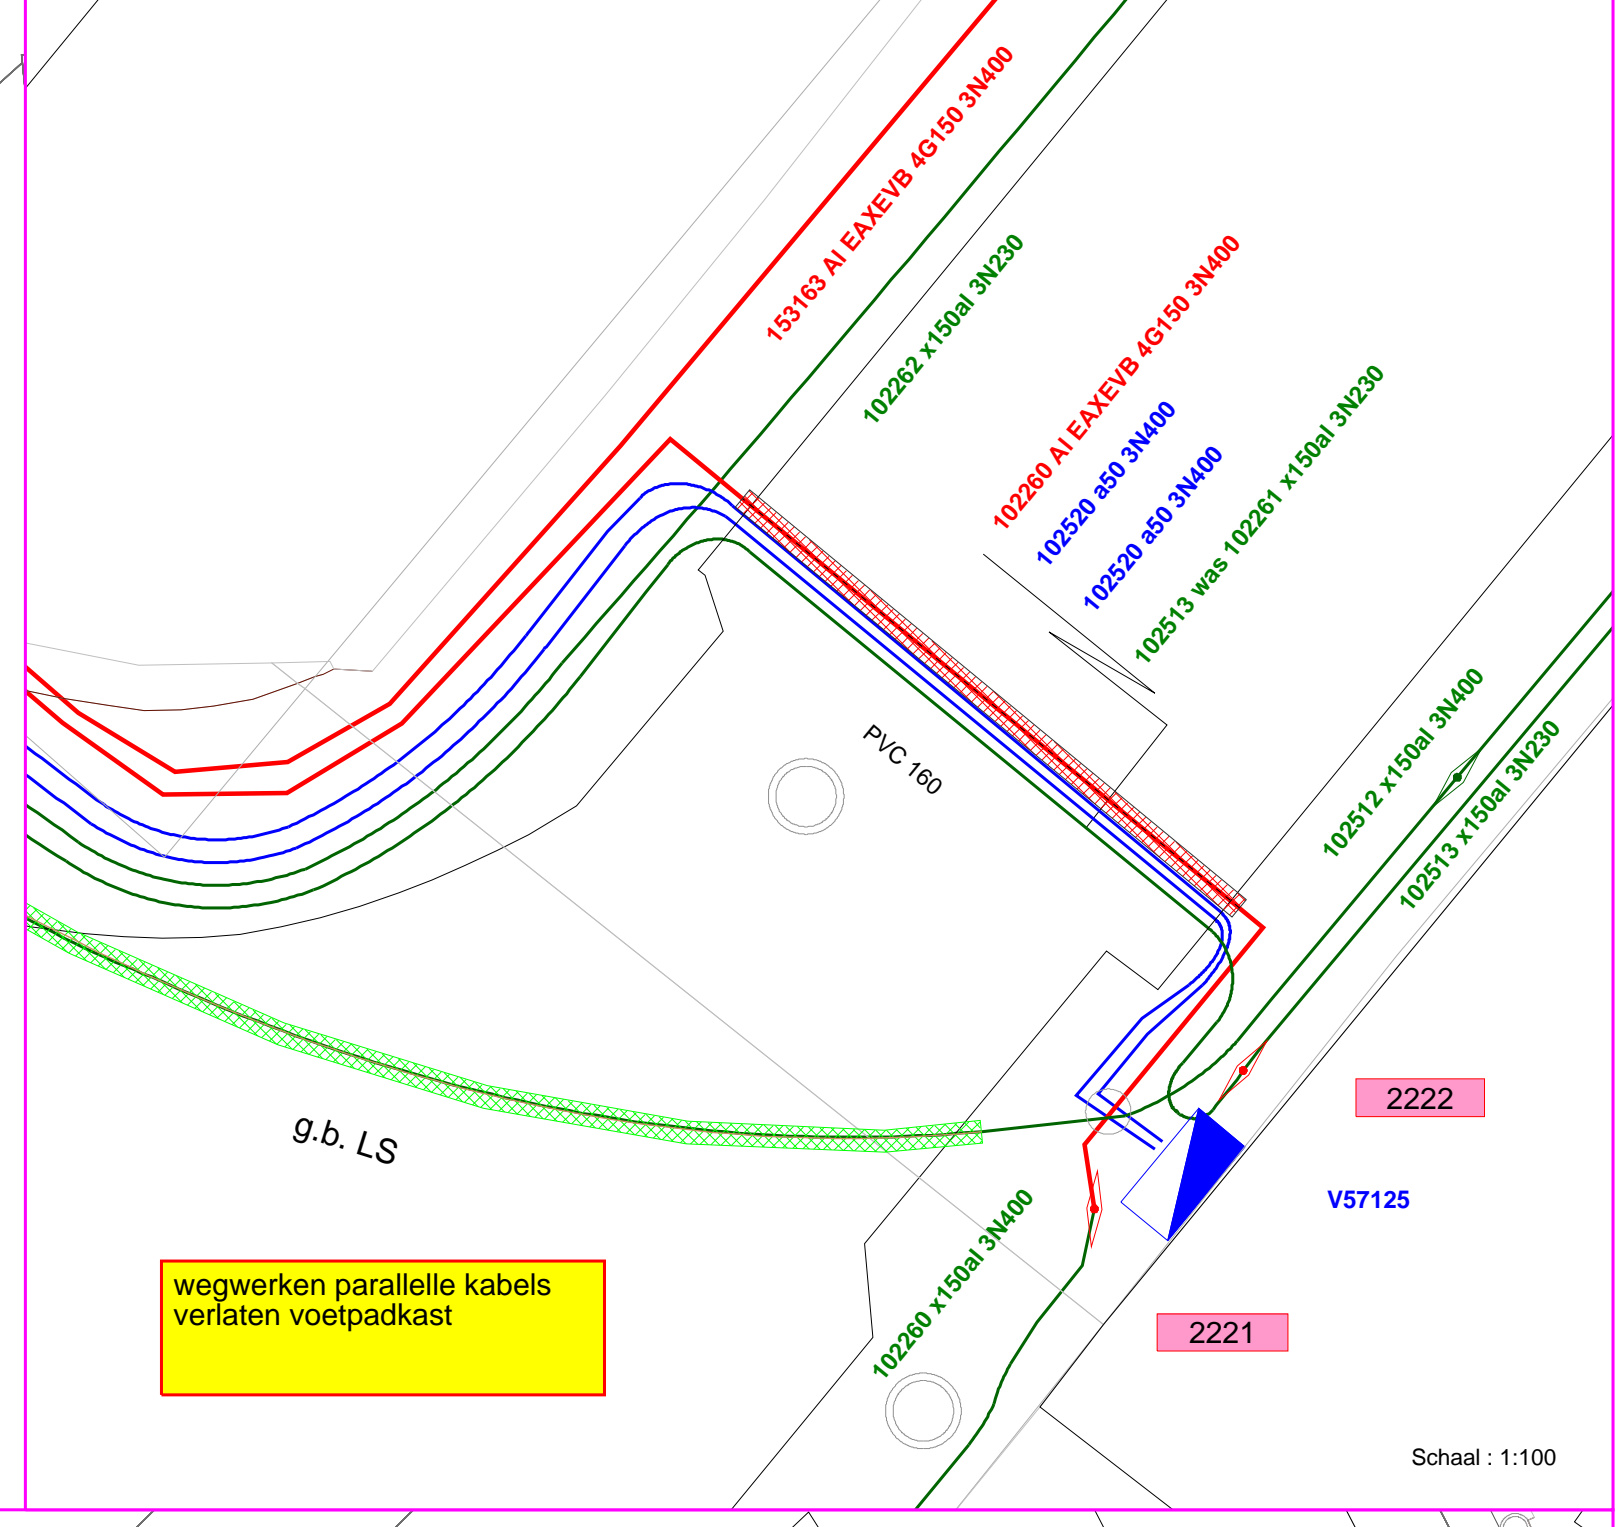 153163 Al EAXEVB 4G150 3N400
102262 x150al 3N230
102260 Al EAXEVB 4G150 3N400
102520 a50 3N400
102520 a50 3N400
102513 was 102261 x150al 3N230
PVC 160
102512 x150al 3N400
102513 x150al 3N230
2222
g.b. LS
V57125
102260 x150al 3N400
wegwerken parallelle kabels
verlaten voetpadkast
2221
Schaal : 1:100